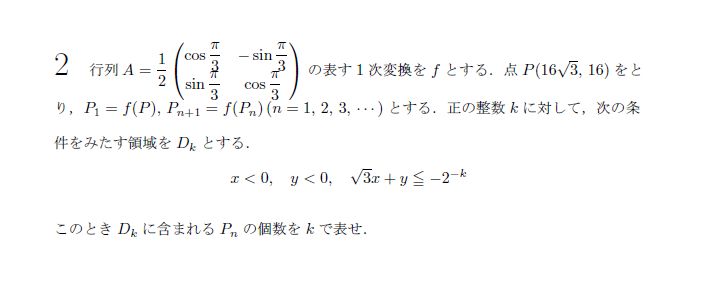 2 行列 $A = \frac{1}{2}\begin{pmatrix} \cos\frac{\pi}{3} & -\sin\frac{\pi}{3} \\ \sin\frac{\pi}{3} & \cos\frac{\pi}{3} \end{pmatrix}$ の表す 1 次変換を $f$ とする．点 $P(16\sqrt{3}, 16)$ をと
り，$P_1 = f(P), P_{n+1} = f(P_n) (n = 1, 2, 3, \cdots)$ とする．正の整数 $k$ に対して，次の条
件をみたす領域を $D_k$ とする．
$x < 0, \quad y < 0, \quad \sqrt{3}x + y \leqq -2^{-k}$
このとき $D_k$ に含まれる $P_n$ の個数を $k$ で表せ．